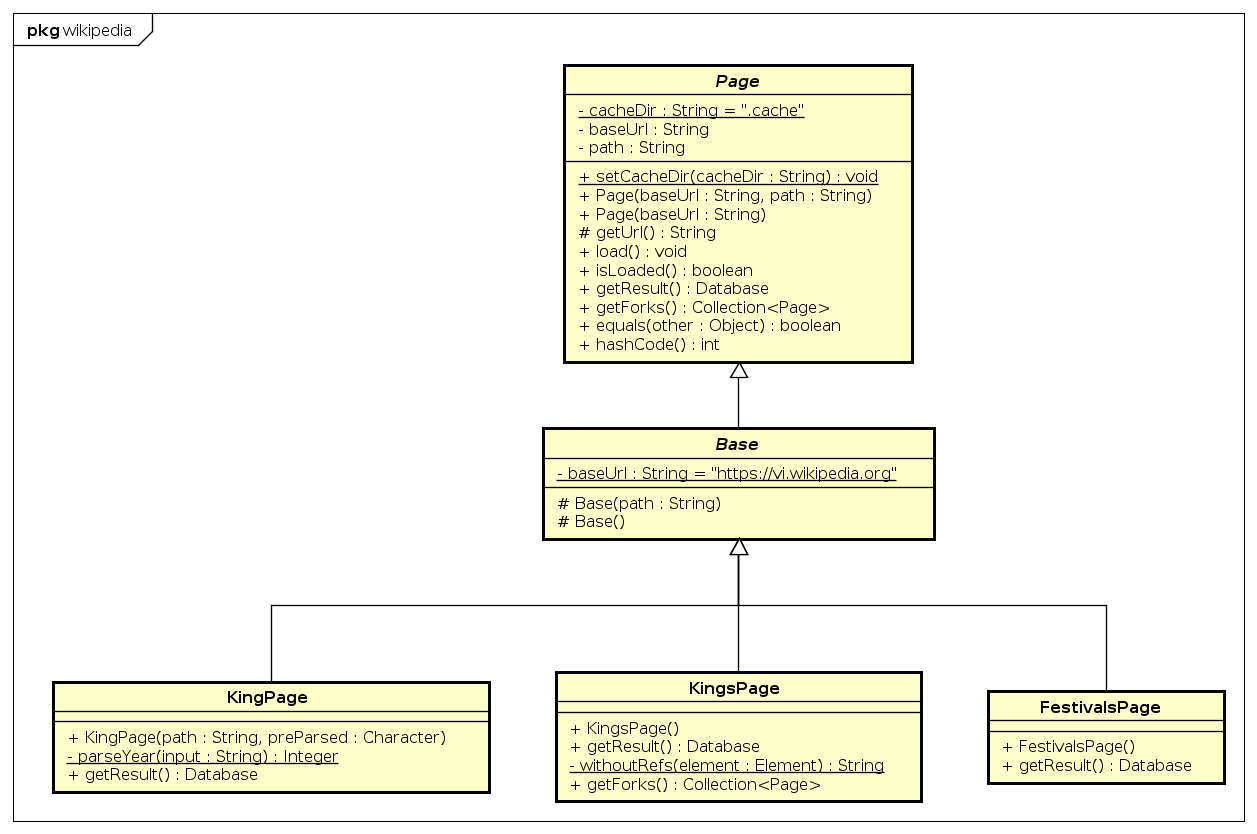 pkg wikipedia
Page
- cacheDir : String = ".cache"
- baseUrl : String
- path : String
+ setCacheDir(cacheDir : String) : void
+ Page(baseUrl : String, path : String)
+ Page(baseUrl : String)
# getUrl() : String
+ load() : void
+ isLoaded() : boolean
+ getResult() : Database
+ getForks() : Collection<Page>
+ equals(other : Object) : boolean
+ hashCode() : int
Base
- baseUrl : String = "https://vi.wikipedia.org"
# Base(path : String)
# Base()
KingPage
+ KingPage(path : String, preParsed : Character)
- parseYear(input : String) : Integer
+ getResult() : Database
KingsPage
+ KingsPage()
+ getResult() : Database
- withoutRefs(element : Element) : String
+ getForks() : Collection<Page>
FestivalsPage
+ FestivalsPage()
+ getResult() : Database